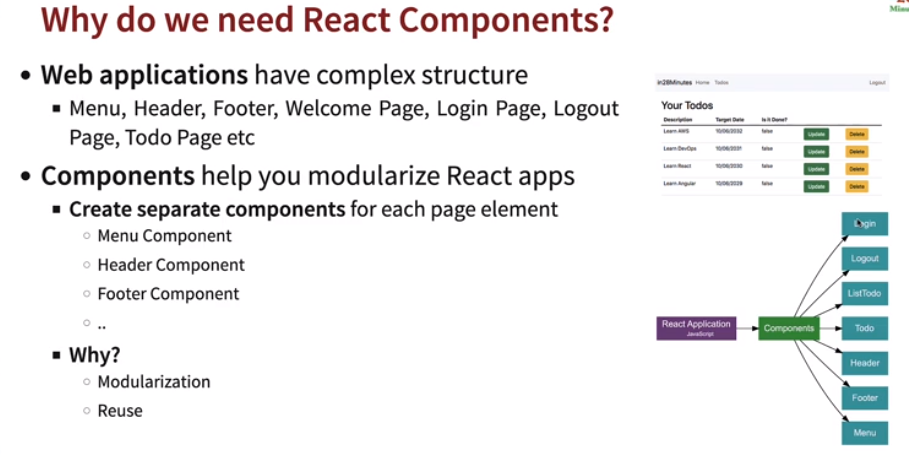 Why do we need React Components?
Minu
• Web applications have complex structure
▪ Menu, Header, Footer, Welcome Page, Login Page, Logout
Page, Todo Page etc
• Components help you modularize React apps
▪ Create separate components for each page element
○ Menu Component
○ Header Component
○ Footer Component
○ ..
▪ Why?
○ Modularization
○ Reuse
in28Minutes Home Todos Logout
Your Todos
Description Target Date Is it Done?
Learn AWS 10/06/2032 false Update Delete
Learn DevOps 10/06/2031 false Update Delete
Learn React 10/06/2030 false Update Delete
Learn Angular 10/06/2029 false Update Delete
React Application
JavaScript
Components
Login
Logout
ListTodo
Todo
Header
Footer
Menu